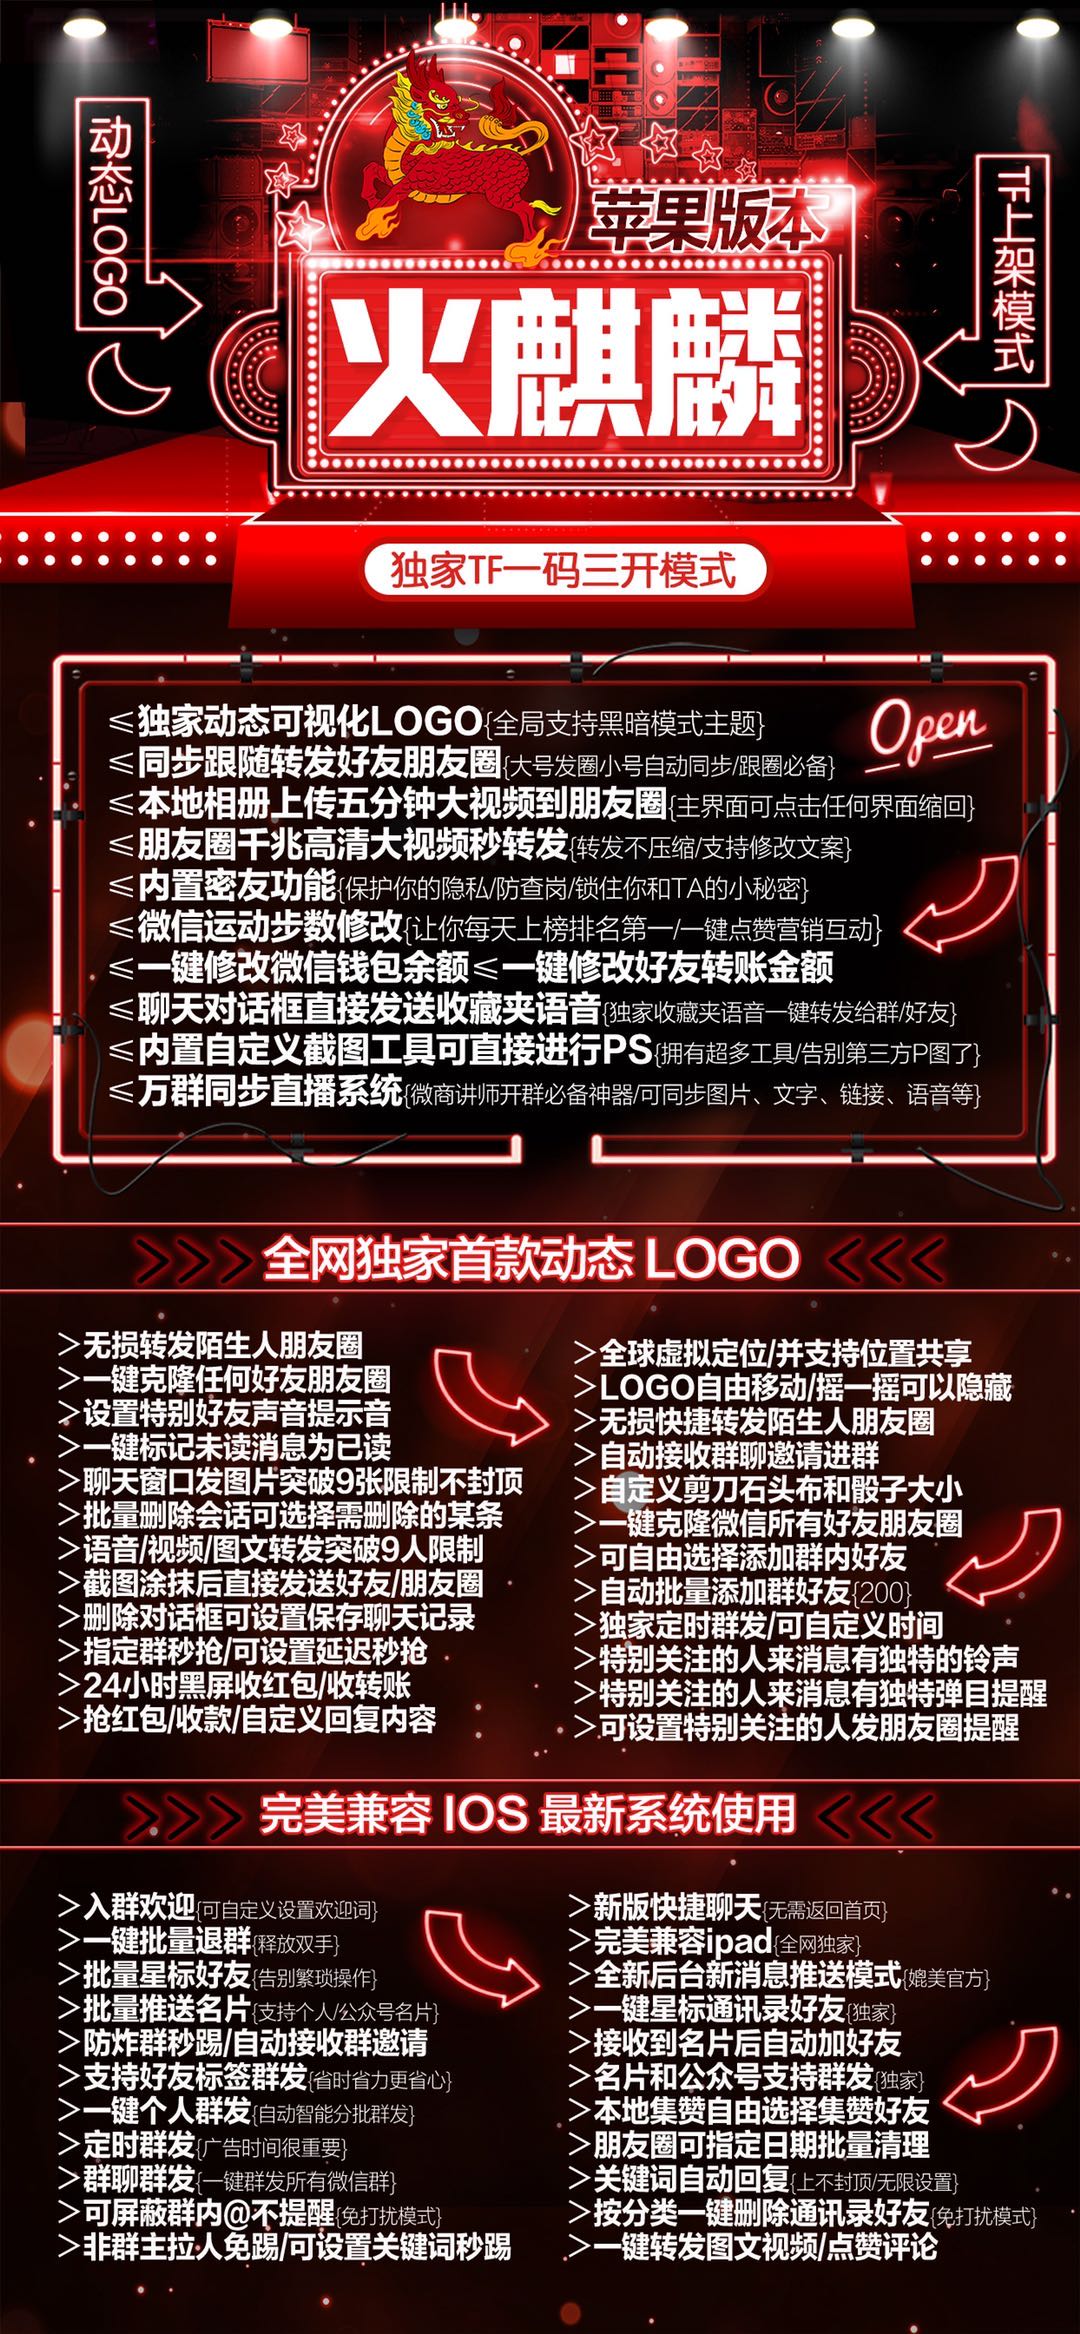 动态LOGO
TF上架模式
苹果版本
火麒麟
独家TF一码三开模式
Open
≤独家动态可视化LOGO{全局支持黑暗模式主题}
≤同步跟随转发好友朋友圈{大号发圈小号自动同步/跟圈必备}
≤本地相册上传五分钟大视频到朋友圈{主界面可点击任何界面缩回}
≤朋友圈千兆高清大视频秒转发{转发不压缩/支持修改文案}
≤内置密友功能{保护你的隐私/防查岗/锁住你和TA的小秘密}
≤微信运动步数修改{让你每天上榜排名第一/一键点赞营销互动}
≤一键修改微信钱包余额≤一键修改好友转账金额
≤聊天对话框直接发送收藏夹语音{独家收藏夹语音一键转发给群/好友}
≤内置自定义截图工具可直接进行PS{拥有超多工具/告别第三方P图了}
≤万群同步直播系统{微商讲师开群必备神器/可同步图片、文字、链接、语音等}
>>>全网独家首款动态 LOGO<<<
>无损转发陌生人朋友圈
>一键克隆任何好友朋友圈
>设置特别好友声音提示音
>一键标记未读消息为已读
>聊天窗口发图片突破9张限制不封顶
>批量删除会话可选择需删除的某条
>语音/视频/图文转发突破9人限制
>截图涂抹后直接发送好友/朋友圈
>删除对话框可设置保存聊天记录
>指定群秒抢/可设置延迟秒抢
>24小时黑屏收红包/收转账
>抢红包/收款/自定义回复内容
>全球虚拟定位/并支持位置共享
>LOGO自由移动/摇一摇可以隐藏
>无损快捷转发陌生人朋友圈
>自动接收群聊邀请进群
>自定义剪刀石头布和骰子大小
>一键克隆微信所有好友朋友圈
>可自由选择添加群内好友
>自动批量添加群好友{200}
>独家定时群发/可自定义时间
>特别关注的人来消息有独特的铃声
>特别关注的人来消息有独特弹目提醒
>可设置特别关注的人发朋友圈提醒
>>>完美兼容 IOS 最新系统使用<<<
>入群欢迎{可自定义设置欢迎词}
>一键批量退群{释放双手}
>批量星标好友{告别繁琐操作}
>批量推送名片{支持个人/公众号名片}
>防炸群秒踢/自动接收群邀请
>支持好友标签群发{省时省力更省心}
>一键个人群发{自动智能分批群发}
>定时群发{广告时间很重要}
>群聊群发{一键群发所有微信群}
>可屏蔽群内@不提醒{免打扰模式}
>非群主拉人免踢/可设置关键词秒踢
>新版快捷聊天{无需返回首页}
>完美兼容ipad{全网独家}
>全新后台新消息推送模式{媲美官方}
>一键星标通讯录好友{独家}
>接收到名片后自动加好友
>名片和公众号支持群发{独家}
>本地集赞自由选择集赞好友
>朋友圈可指定日期批量清理
>关键词自动回复{上不封顶/无限设置}
>按分类一键删除通讯录好友{免打扰模式}
>一键转发图文视频/点赞评论